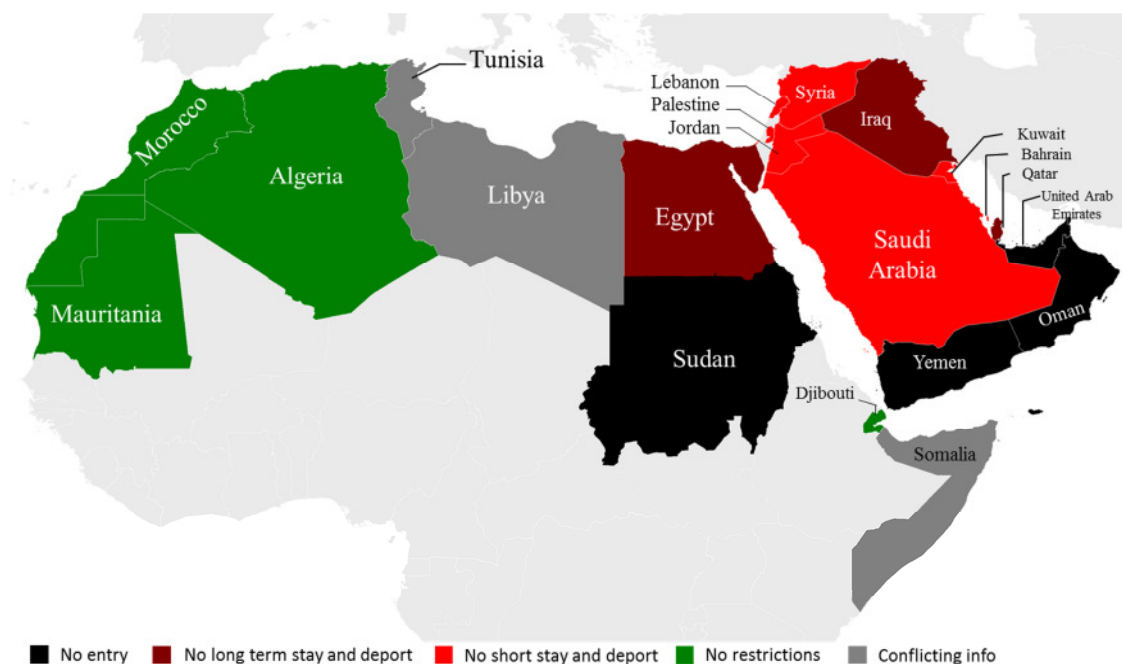 Tunisia
Lebanon
Palestine
Jordan
Syria
Iraq
Kuwait
Bahrain
Qatar
United Arab
Emirates
Morocco
Algeria
Libya
Egypt
Saudi
Arabia
Mauritania
Oman
Sudan
Yemen
Djibouti
Somalia
No entry
No long term stay and deport
No short stay and deport
No restrictions
Conflicting info